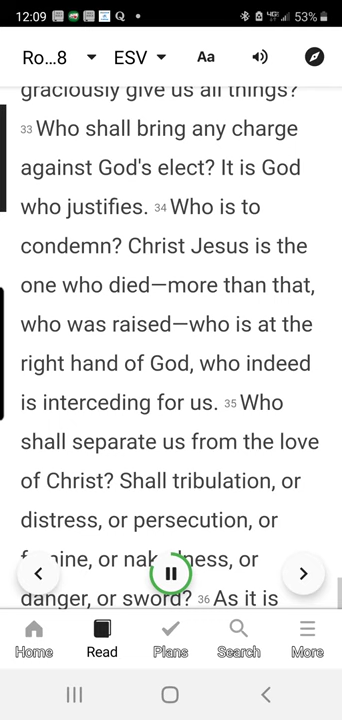 12:09
Q
4G
53%
Ro...8
ESV
Aa
graciously give us all things?
33 Who shall bring any charge
against God's elect? It is God
who justifies. 34 Who is to
condemn? Christ Jesus is the
one who died—more than that,
who was raised—who is at the
right hand of God, who indeed
is interceding for us. 35 Who
shall separate us from the love
of Christ? Shall tribulation, or
distress, or persecution, or
or
danger, or sword? 36 As it is
Home
Read
Plans
Search
More